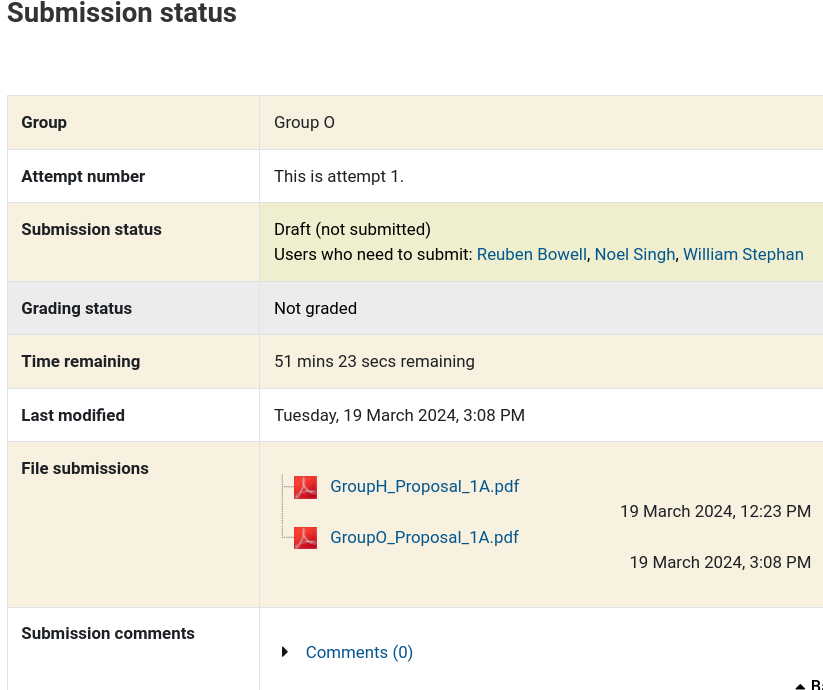 Submission status
Group
Group O
Attempt number
This is attempt 1.
Submission status
Draft (not submitted)
Users who need to submit: Reuben Bowell, Noel Singh, William Stephan
Grading status
Not graded
Time remaining
51 mins 23 secs remaining
Last modified
Tuesday, 19 March 2024, 3:08 PM
File submissions
GroupH_Proposal_1A.pdf
19 March 2024, 12:23 PM
GroupO_Proposal_1A.pdf
19 March 2024, 3:08 PM
Submission comments
Comments (0)